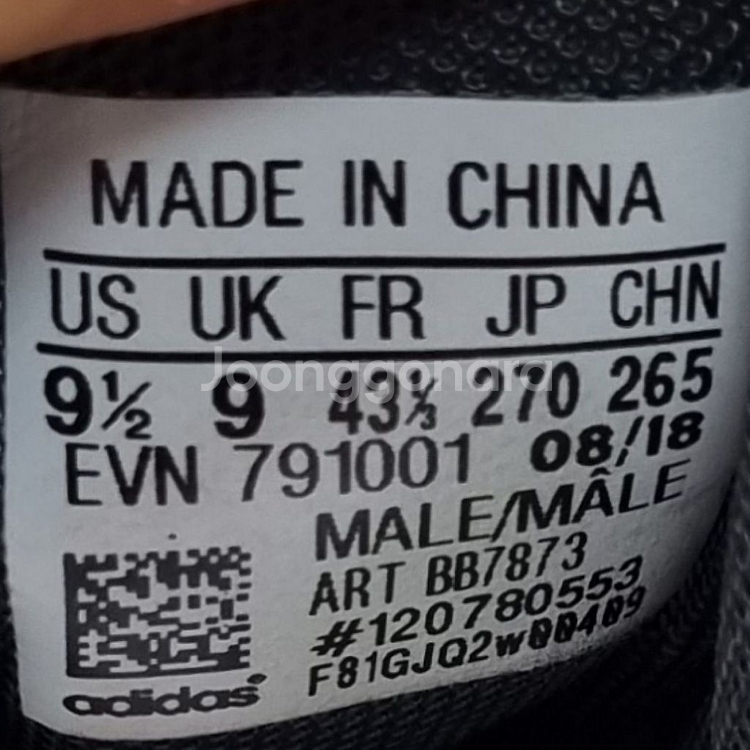 MADE IN CHINA
US UK FR JP CHN
9½ 9 43⅓ 270 265
Joonggonara
EVN 791001 08/18
MALE/MÂLE
ART BB7873
#120780553
F81GJQ2W00409
adidas